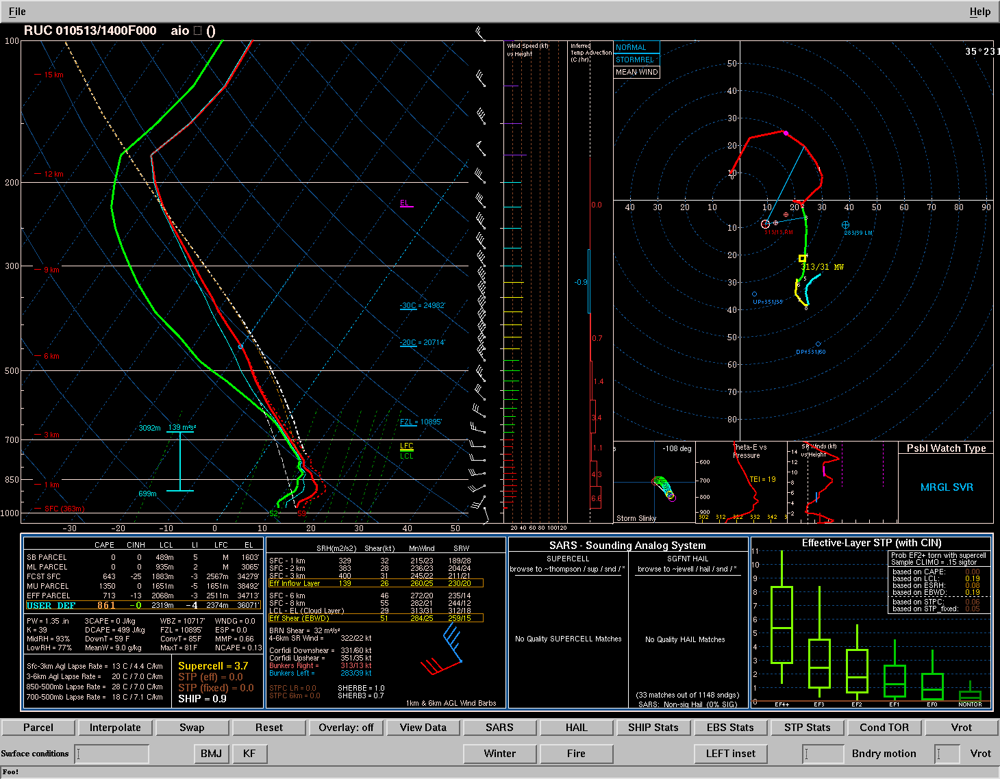 File Help
RUC 010513/1400F000 aio ()
100
200
300
500
700
850
1000
15 km
12 km
9 km
6 km
3 km
1 km
SFC (363m)
-30 -20 -10 0 10 20 30 40 50
EL
-30C = 24982'
-20C = 20714'
FZL = 10895'
LFC
LCL
3092m 139 m²s²
699m
52 59
Wind Speed (kt)
vs Height
20 40 60 80 100120
Inferred
Temp Advection
(C /hr)
0.0
-0.9
0.7
1.4
3.4
1.1
4.3
6.6
NORMAL
STORMREL
MEAN WIND
35°231
50
40
30
20
10
40 30 20 10 10 20 30 40 50 60 70 80 90
10
20
30
40
50
60
70
80
313/13 RM
283/39 LM
313/31 MW
UP=351/35
DP=331/60
-108 deg
Storm Slinky
Theta-E vs
Pressure
TEI = 19
600
700
800
900
302 312 322 332 342
SR Winds (kt)
vs Height
14
12
10
8
6
4
2
Psbl Watch Type
MRGL SVR
CAPE CINH LCL LI LFC EL
SB PARCEL 0 0 489m 5 M 1603'
ML PARCEL 0 0 935m 2 M 3065'
FCST SFC 643 -25 1883m -3 2567m 34279'
MU PARCEL 1350 0 1651m -5 1651m 38492'
EFF PARCEL 713 -13 2068m -3 2511m 34713'
USER DEF 861 -0 2319m -4 2374m 36071'
PW = 1.35 .in 3CAPE = 0 J/kg WBZ = 10717' WNDG = 0.0
K = 39 DCAPE = 499 J/kg FZL = 10895' ESP = 0.0
MidRH = 93% DownT = 59 F ConvT = 85F MMP = 0.66
LowRH = 77% MeanW = 9.0 g/kg MaxT = 81F NCAPE = 0.13
Sfc-3km Agl Lapse Rate = 13 C / 4.4 C/km
3-6km Agl Lapse Rate = 20 C / 7.0 C/km
850-500mb Lapse Rate = 28 C / 7.0 C/km
700-500mb Lapse Rate = 18 C / 7.1 C/km
Supercell = 3.7
STP (eff) = 0.0
STP (fixed) = 0.0
SHIP = 0.9
SRH(m2/s2) Shear(kt) MnWind SRW
SFC - 1 km 329 32 215/23 189/28
SFC - 2 km 383 28 236/23 204/24
SFC - 3 km 400 31 245/22 211/21
Eff Inflow Layer 139 26 260/25 230/20
SFC - 6 km 46 272/20 235/14
SFC - 8 km 55 282/21 244/12
LCL - EL (Cloud Layer) 29 313/31 312/18
Eff Shear (EBWD) 51 284/25 259/15
BRN Shear = 32 m²/s²
4-6km SR Wind = 322/22 kt
Corfidi Downshear = 331/60 kt
Corfidi Upshear = 351/35 kt
Bunkers Right = 313/13 kt
Bunkers Left = 283/39 kt
STPC LR = 0.0 SHERBE = 1.0
STPC 6km = 0.0 SHERB3 = 0.7
1km & 6km AGL Wind Barbs
SARS - Sounding Analog System
SUPERCELL SGFNT HAIL
browse to ~thompson / sup / snd / * browse to ~jewell / hail / snd / *
No Quality SUPERCELL Matches No Quality HAIL Matches
(33 matches out of 1148 sndgs)
SARS: Non-sig Hail (0% SIG)
Effective-Layer STP (with CIN)
Prob EF2+ torn with supercell
Sample CLIMO = .15 sigtor
based on CAPE: 0.00
based on LCL: 0.19
based on ESRH: 0.08
based on EBWD: 0.19
based on STPC: 0.06
based on STP_fixed: 0.05
11
10
9
8
7
6
5
4
3
2
1
0
EF4+ EF3 EF2 EF1 EF0 NONTOR
Parcel Interpolate Swap Reset Overlay: off View Data SARS HAIL SHIP Stats EBS Stats STP Stats Cond TOR Vrot
Surface conditions BMJ KF Winter Fire LEFT inset Bndry motion Vrot
Foo!